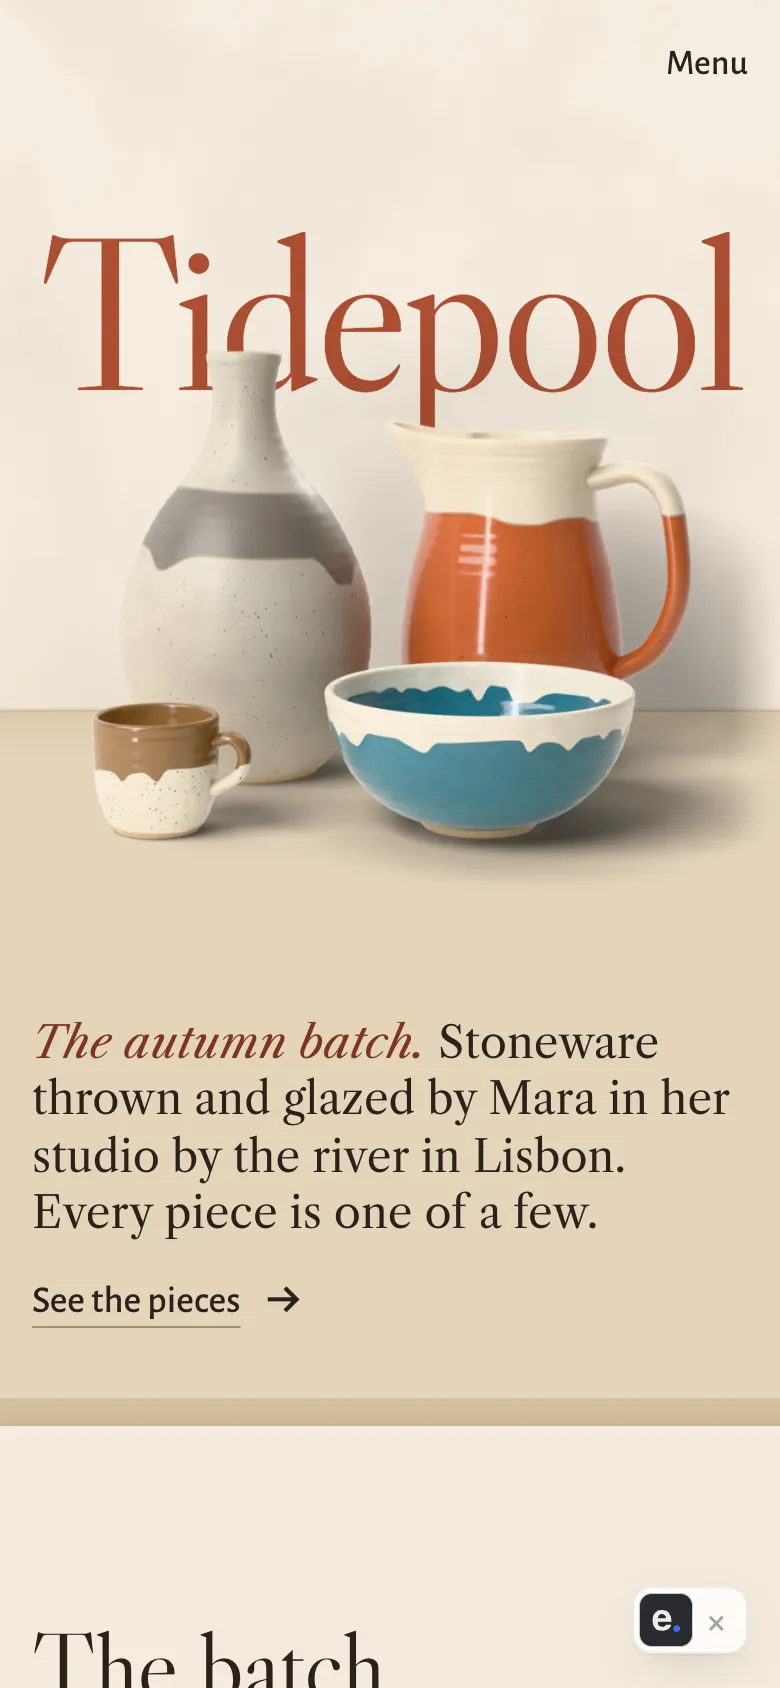 Menu
Tidepool
The autumn batch. Stoneware
thrown and glazed by Mara in her
studio by the river in Lisbon.
Every piece is one of a few.
See the pieces →
e. ×
The batch